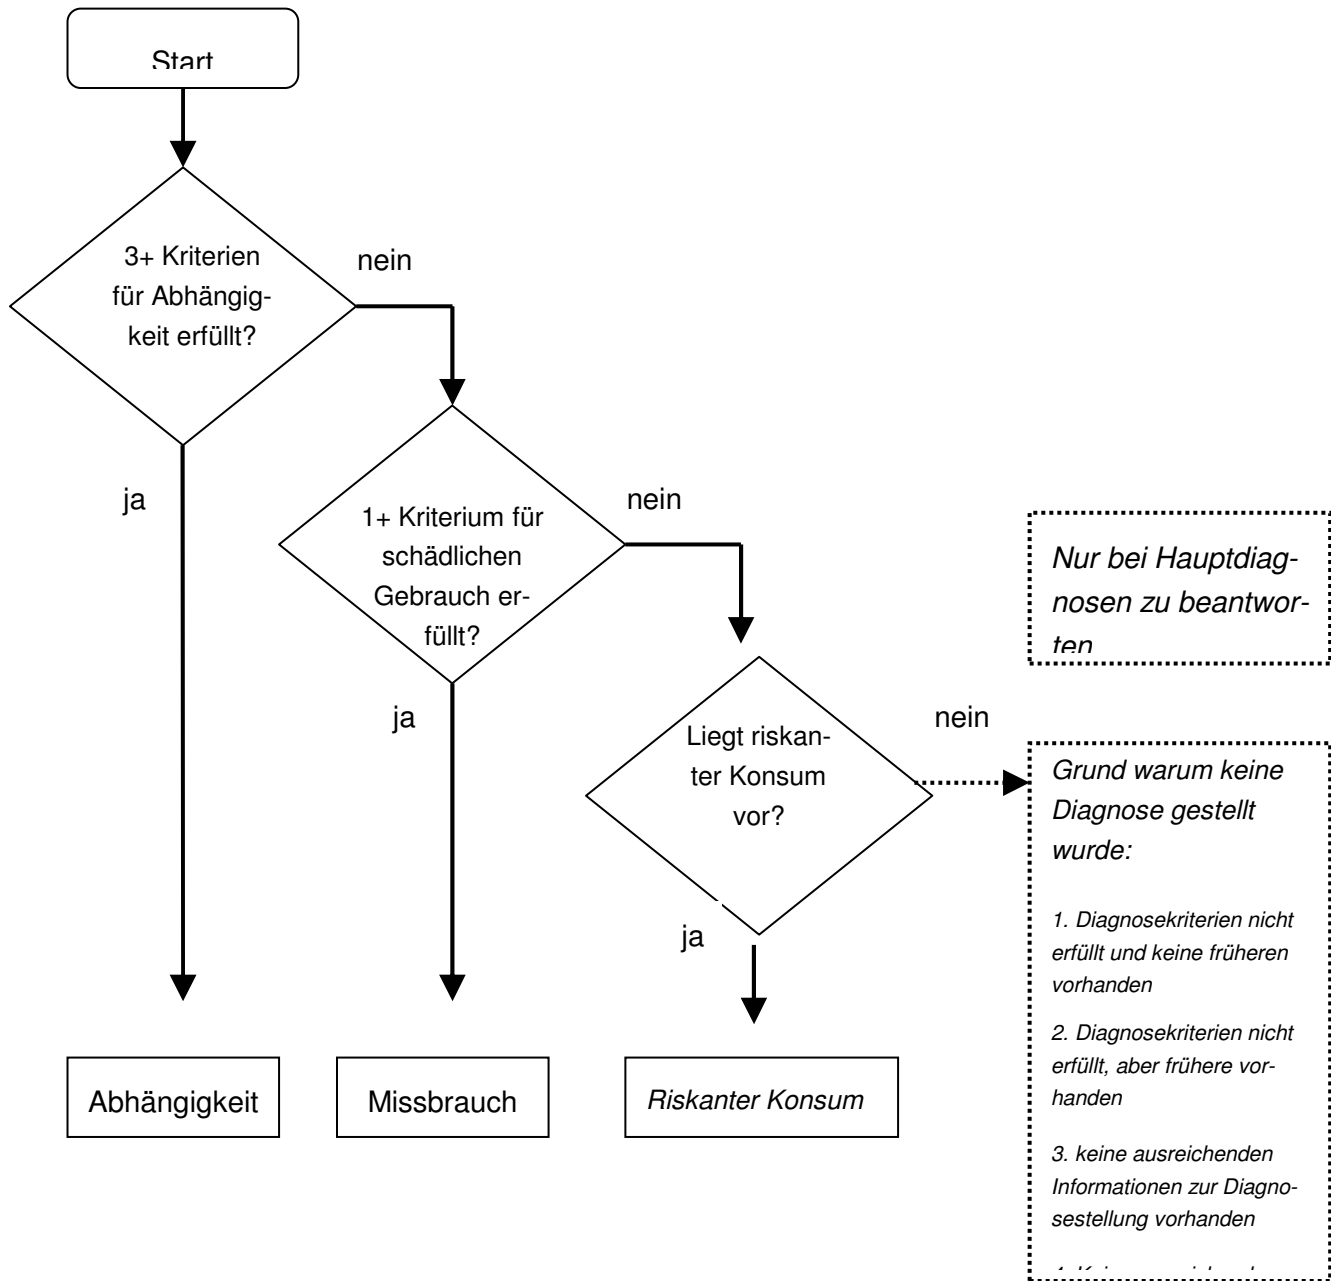 Start
3+ Kriterien
für Abhängig-
keit erfüllt?
nein
ja
1+ Kriterium für
schädlichen
Gebrauch er-
füllt?
nein
ja
Nur bei Hauptdiag-
nosen zu beantwor-
ten
Liegt riskan-
ter Konsum
vor?
nein
ja
Grund warum keine
Diagnose gestellt
wurde:
1. Diagnosekriterien nicht
erfüllt und keine früheren
vorhanden
2. Diagnosekriterien nicht
erfüllt, aber frühere vor-
handen
3. keine ausreichenden
Informationen zur Diagno-
sestellung vorhanden
Abhängigkeit
Missbrauch
Riskanter Konsum